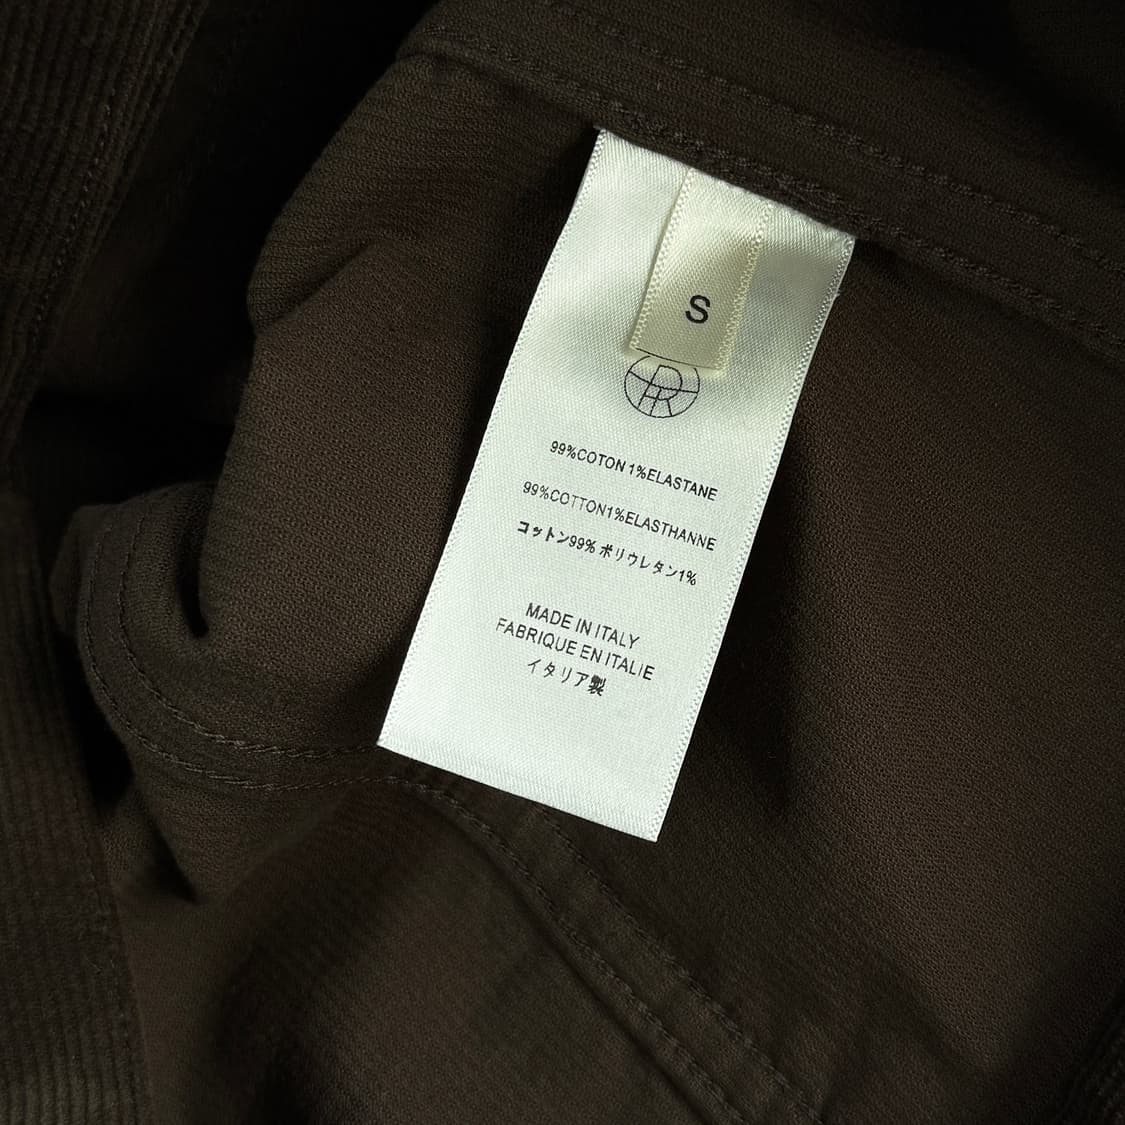 S
99%COTON 1%ELASTANE
99%COTTON1%ELASTHANNE
コットン99% ポリウレタン1%
MADE IN ITALY
FABRIQUE EN ITALIE
イタリア製